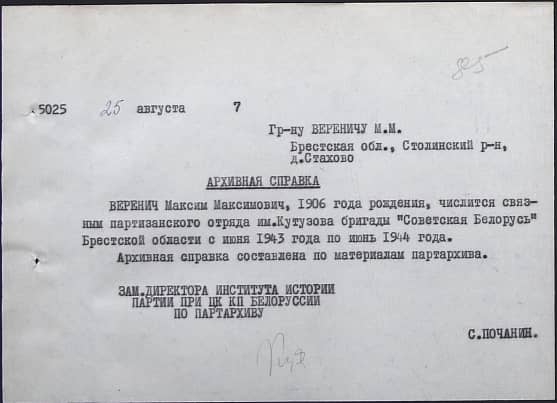 5025 25 августа 7
Гр-ну ВЕРЕНИЧУ М.М.
Брестская обл., Столинский р-н,
д.Стахово
АРХИВНАЯ СПРАВКА
ВЕРЕНИЧ Максим Максимович, 1906 года рождения, числится связ-
ным партизанского отряда им.Кутузова бригады "Советская Белорусь"
Брестской области с июня 1943 года по июнь 1944 года.
Архивная справка составлена по материалам партархива.
ЗАМ.ДИРЕКТОРА ИНСТИТУТА ИСТОРИИ
ПАРТИИ ПРИ ЦК КП БЕЛОРУССИИ
ПО ПАРТАРХИВУ
С.ПОЧАНИН.